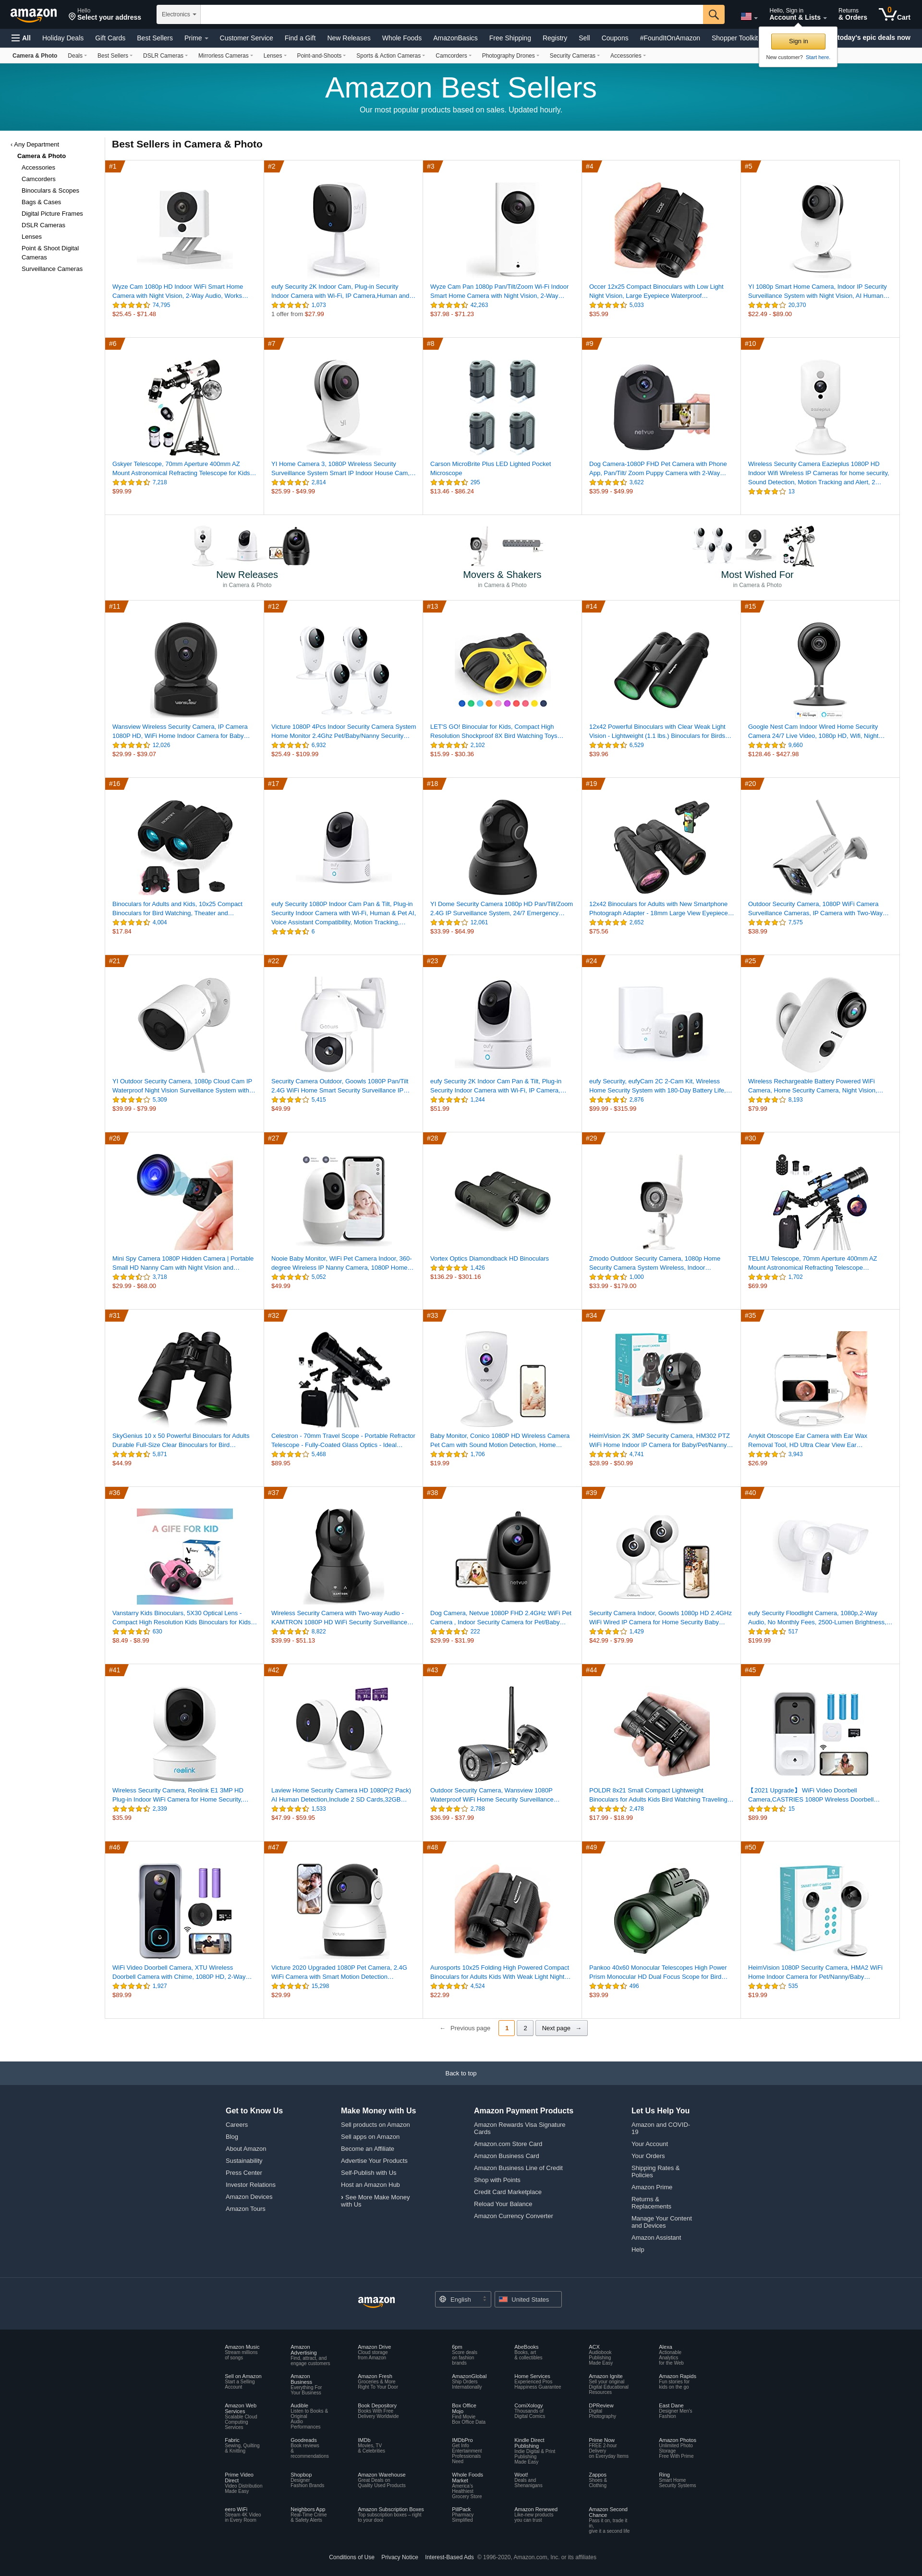 amazon
Hello
Select your address
Electronics
Hello, Sign in
Account & Lists
Returns
& Orders
0
Cart
All
Holiday Deals
Gift Cards
Best Sellers
Prime
Customer Service
Find a Gift
New Releases
Whole Foods
AmazonBasics
Free Shipping
Registry
Sell
Coupons
#FoundItOnAmazon
Shopper Toolkit
today's epic deals now
Sign in
New customer? Start here.
Camera & Photo
Deals
Best Sellers
DSLR Cameras
Mirrorless Cameras
Lenses
Point-and-Shoots
Sports & Action Cameras
Camcorders
Photography Drones
Security Cameras
Accessories
Amazon Best Sellers
Our most popular products based on sales. Updated hourly.
‹ Any Department
Camera & Photo
Accessories
Camcorders
Binoculars & Scopes
Bags & Cases
Digital Picture Frames
DSLR Cameras
Lenses
Point & Shoot Digital
Cameras
Surveillance Cameras
Best Sellers in Camera & Photo
#1
Wyze Cam 1080p HD Indoor WiFi Smart Home
Camera with Night Vision, 2-Way Audio, Works…
74,795
$25.45 - $71.48
#2
eufy Security 2K Indoor Cam, Plug-in Security
Indoor Camera with Wi-Fi, IP Camera,Human and…
1,073
1 offer from $27.99
#3
Wyze Cam Pan 1080p Pan/Tilt/Zoom Wi-Fi Indoor
Smart Home Camera with Night Vision, 2-Way…
42,263
$37.98 - $71.23
#4
Occer 12x25 Compact Binoculars with Low Light
Night Vision, Large Eyepiece Waterproof…
5,033
$35.99
#5
YI 1080p Smart Home Camera, Indoor IP Security
Surveillance System with Night Vision, AI Human…
20,370
$22.49 - $89.00
#6
Gskyer Telescope, 70mm Aperture 400mm AZ
Mount Astronomical Refracting Telescope for Kids…
7,218
$99.99
#7
YI Home Camera 3, 1080P Wireless Security
Surveillance System Smart IP Indoor House Cam,…
2,814
$25.99 - $49.99
#8
Carson MicroBrite Plus LED Lighted Pocket
Microscope
295
$13.46 - $86.24
#9
netvue
Dog Camera-1080P FHD Pet Camera with Phone
App, Pan/Tilt/ Zoom Puppy Camera with 2-Way…
3,622
$35.99 - $49.99
#10
Wireless Security Camera Eazieplus 1080P HD
Indoor Wifi Wireless IP Cameras for home security,
Sound Detection, Motion Tracking and Alert, 2…
13
New Releases
in Camera & Photo
Movers & Shakers
in Camera & Photo
Most Wished For
in Camera & Photo
#11
Wansview Wireless Security Camera, IP Camera
1080P HD, WiFi Home Indoor Camera for Baby…
12,026
$29.99 - $39.07
#12
Victure 1080P 4Pcs Indoor Security Camera System
Home Monitor 2.4Ghz Pet/Baby/Nanny Security…
6,932
$25.49 - $109.99
#13
LET'S GO! Binocular for Kids, Compact High
Resolution Shockproof 8X Bird Watching Toys…
2,102
$15.99 - $30.36
#14
12x42 Powerful Binoculars with Clear Weak Light
Vision - Lightweight (1.1 lbs.) Binoculars for Birds…
6,529
$39.96
#15
Google Nest Cam Indoor Wired Home Security
Camera 24/7 Live Video, 1080p HD, Wifi, Night…
9,660
$128.46 - $427.98
#16
Binoculars for Adults and Kids, 10x25 Compact
Binoculars for Bird Watching, Theater and…
4,004
$17.84
#17
eufy Security 1080P Indoor Cam Pan & Tilt, Plug-in
Security Indoor Camera with Wi-Fi, Human & Pet AI,
Voice Assistant Compatibility, Motion Tracking,…
6
#18
YI Dome Security Camera 1080p HD Pan/Tilt/Zoom
2.4G IP Surveillance System, 24/7 Emergency…
12,061
$33.99 - $64.99
#19
12x42 Binoculars for Adults with New Smartphone
Photograph Adapter - 18mm Large View Eyepiece…
2,652
$75.56
#20
Outdoor Security Camera, 1080P WiFi Camera
Surveillance Cameras, IP Camera with Two-Way…
7,575
$38.99
#21
YI Outdoor Security Camera, 1080p Cloud Cam IP
Waterproof Night Vision Surveillance System with…
5,309
$39.99 - $79.99
#22
Security Camera Outdoor, Goowls 1080P Pan/Tilt
2.4G WiFi Home Smart Security Surveillance IP…
5,415
$49.99
#23
eufy Security 2K Indoor Cam Pan & Tilt, Plug-in
Security Indoor Camera with Wi-Fi, IP Camera,…
1,244
$51.99
#24
eufy Security, eufyCam 2C 2-Cam Kit, Wireless
Home Security System with 180-Day Battery Life,…
2,876
$99.99 - $315.99
#25
Wireless Rechargeable Battery Powered WiFi
Camera, Home Security Camera, Night Vision,…
8,193
$79.99
#26
Mini Spy Camera 1080P Hidden Camera | Portable
Small HD Nanny Cam with Night Vision and…
3,718
$29.99 - $68.00
#27
Nooie Baby Monitor, WiFi Pet Camera Indoor, 360-
degree Wireless IP Nanny Camera, 1080P Home…
5,052
$49.99
#28
Vortex Optics Diamondback HD Binoculars
1,426
$136.29 - $301.16
#29
Zmodo Outdoor Security Camera, 1080p Home
Security Camera System Wireless, Indoor…
1,000
$33.99 - $179.00
#30
TELMU Telescope, 70mm Aperture 400mm AZ
Mount Astronomical Refracting Telescope…
1,702
$69.99
#31
SkyGenius 10 x 50 Powerful Binoculars for Adults
Durable Full-Size Clear Binoculars for Bird…
5,871
$44.99
#32
Celestron - 70mm Travel Scope - Portable Refractor
Telescope - Fully-Coated Glass Optics - Ideal…
5,468
$89.95
#33
Baby Monitor, Conico 1080P HD Wireless Camera
Pet Cam with Sound Motion Detection, Home…
1,706
$19.99
#34
HeimVision 2K 3MP Security Camera, HM302 PTZ
WiFi Home Indoor IP Camera for Baby/Pet/Nanny…
4,741
$28.99 - $50.99
#35
Anykit Otoscope Ear Camera with Ear Wax
Removal Tool, HD Ultra Clear View Ear…
3,943
$26.99
#36
A GIFE FOR KID
Vanstarry Kids Binoculars, 5X30 Optical Lens -
Compact High Resolution Kids Binoculars for Kids…
630
$8.49 - $8.99
#37
Wireless Security Camera with Two-way Audio -
KAMTRON 1080P HD WiFi Security Surveillance…
8,822
$39.99 - $51.13
#38
netvue
Dog Camera, Netvue 1080P FHD 2.4GHz WiFi Pet
Camera , Indoor Security Camera for Pet/Baby…
222
$29.99 - $31.99
#39
Security Camera Indoor, Goowls 1080p HD 2.4GHz
WiFi Wired IP Camera for Home Security Baby…
1,429
$42.99 - $79.99
#40
eufy Security Floodlight Camera, 1080p,2-Way
Audio, No Monthly Fees, 2500-Lumen Brightness,…
517
$199.99
#41
reolink
Wireless Security Camera, Reolink E1 3MP HD
Plug-in Indoor WiFi Camera for Home Security,…
2,339
$35.99
#42
Laview Home Security Camera HD 1080P(2 Pack)
AI Human Detection,Include 2 SD Cards,32GB…
1,533
$47.99 - $59.95
#43
Outdoor Security Camera, Wansview 1080P
Waterproof WiFi Home Security Surveillance…
2,788
$36.99 - $37.99
#44
POLDR 8x21 Small Compact Lightweight
Binoculars for Adults Kids Bird Watching Traveling…
2,478
$17.99 - $18.99
#45
【2021 Upgrade】 WiFi Video Doorbell
Camera,CASTRIES 1080P Wireless Doorbell…
15
$89.99
#46
WiFi Video Doorbell Camera, XTU Wireless
Doorbell Camera with Chime, 1080P HD, 2-Way…
1,927
$89.99
#47
Victure 2020 Upgraded 1080P Pet Camera, 2.4G
WiFi Camera with Smart Motion Detection…
15,298
$29.99
#48
Aurosports 10x25 Folding High Powered Compact
Binoculars for Adults Kids With Weak Light Night…
4,524
$22.99
#49
Pankoo 40x60 Monocular Telescopes High Power
Prism Monocular HD Dual Focus Scope for Bird…
496
$39.99
#50
HeimVision 1080P Security Camera, HMA2 WiFi
Home Indoor Camera for Pet/Nanny/Baby…
535
$19.99
← Previous page
1
2
Next page →
Back to top
Get to Know Us
Careers
Blog
About Amazon
Sustainability
Press Center
Investor Relations
Amazon Devices
Amazon Tours
Make Money with Us
Sell products on Amazon
Sell apps on Amazon
Become an Affiliate
Advertise Your Products
Self-Publish with Us
Host an Amazon Hub
› See More Make Money
with Us
Amazon Payment Products
Amazon Rewards Visa Signature
Cards
Amazon.com Store Card
Amazon Business Card
Amazon Business Line of Credit
Shop with Points
Credit Card Marketplace
Reload Your Balance
Amazon Currency Converter
Let Us Help You
Amazon and COVID-
19
Your Account
Your Orders
Shipping Rates &
Policies
Amazon Prime
Returns &
Replacements
Manage Your Content
and Devices
Amazon Assistant
Help
amazon
English
United States
Amazon Music
Stream millions
of songs
Amazon
Advertising
Find, attract, and
engage customers
Amazon Drive
Cloud storage
from Amazon
6pm
Score deals
on fashion
brands
AbeBooks
Books, art
& collectibles
ACX
Audiobook
Publishing
Made Easy
Alexa
Actionable
Analytics
for the Web
Sell on Amazon
Start a Selling
Account
Amazon
Business
Everything For
Your Business
Amazon Fresh
Groceries & More
Right To Your Door
AmazonGlobal
Ship Orders
Internationally
Home Services
Experienced Pros
Happiness Guarantee
Amazon Ignite
Sell your original
Digital Educational
Resources
Amazon Rapids
Fun stories for
kids on the go
Amazon Web
Services
Scalable Cloud
Computing
Services
Audible
Listen to Books &
Original
Audio
Performances
Book Depository
Books With Free
Delivery Worldwide
Box Office
Mojo
Find Movie
Box Office Data
ComiXology
Thousands of
Digital Comics
DPReview
Digital
Photography
East Dane
Designer Men's
Fashion
Fabric
Sewing, Quilting
& Knitting
Goodreads
Book reviews
&
recommendations
IMDb
Movies, TV
& Celebrities
IMDbPro
Get Info
Entertainment
Professionals
Need
Kindle Direct
Publishing
Indie Digital & Print
Publishing
Made Easy
Prime Now
FREE 2-hour
Delivery
on Everyday Items
Amazon Photos
Unlimited Photo
Storage
Free With Prime
Prime Video
Direct
Video Distribution
Made Easy
Shopbop
Designer
Fashion Brands
Amazon Warehouse
Great Deals on
Quality Used Products
Whole Foods
Market
America's
Healthiest
Grocery Store
Woot!
Deals and
Shenanigans
Zappos
Shoes &
Clothing
Ring
Smart Home
Security Systems
eero WiFi
Stream 4K Video
in Every Room
Neighbors App
Real-Time Crime
& Safety Alerts
Amazon Subscription Boxes
Top subscription boxes – right
to your door
PillPack
Pharmacy
Simplified
Amazon Renewed
Like-new products
you can trust
Amazon Second
Chance
Pass it on, trade it
in,
give it a second life
Conditions of Use
Privacy Notice
Interest-Based Ads
© 1996-2020, Amazon.com, Inc. or its affiliates